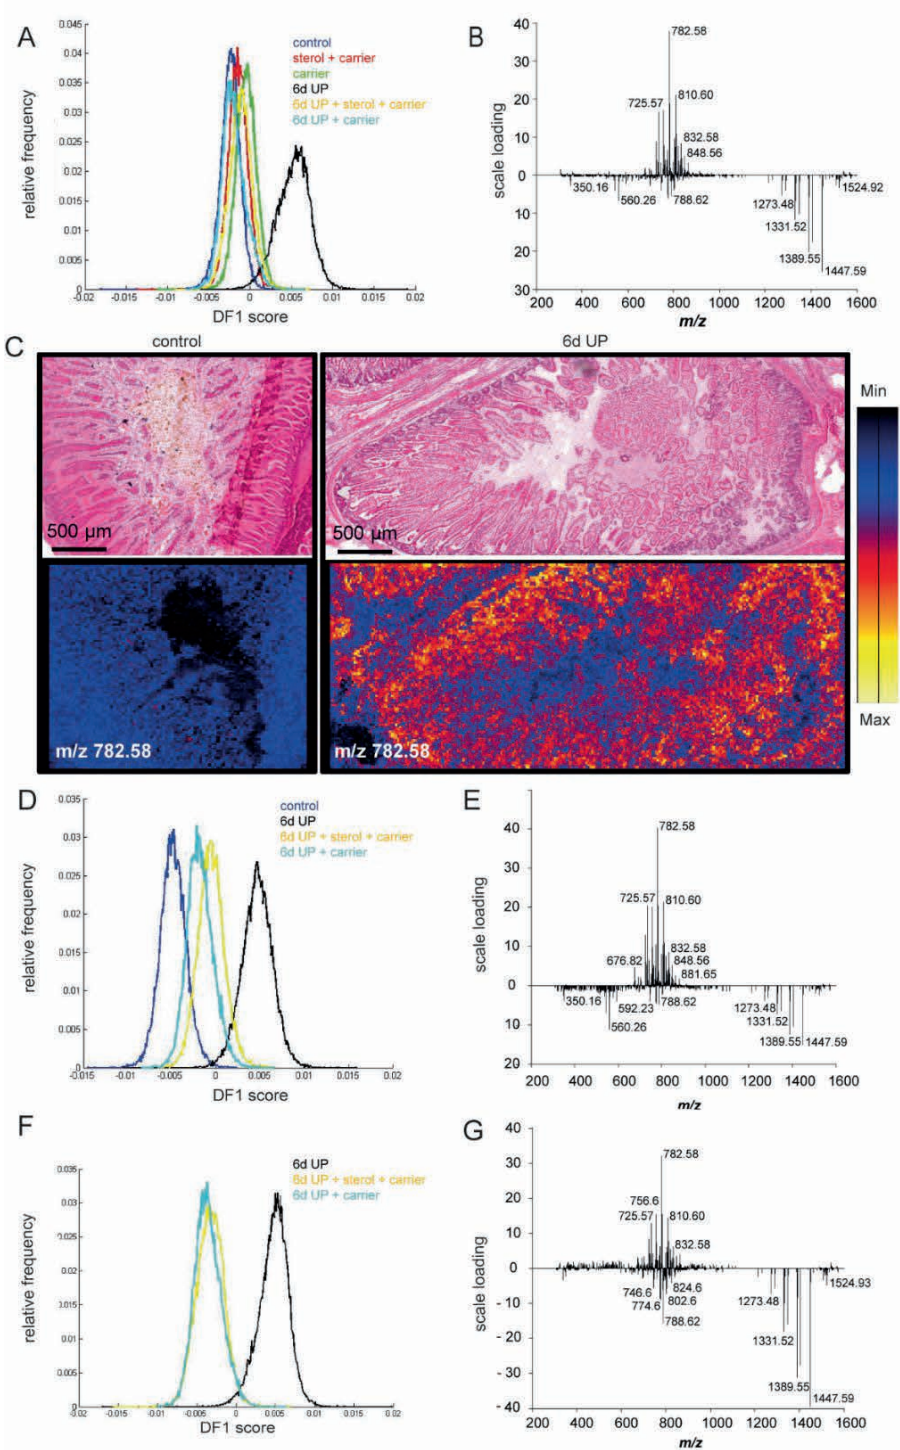 A
0.045
0.04
0.035
0.03
0.025
0.02
0.015
0.01
0.005
0
-0.02
-0.015
-0.01
-0.005
0
0.005
0.01
0.015
0.02
relative frequency
DF1 score
control
sterol + carrier
carrier
6d UP
6d UP + sterol + carrier
6d UP + carrier
B
40
30
20
10
0
10
20
30
scale loading
782.58
725.57
810.60
832.58
848.56
350.16
560.26
788.62
1273.48
1331.52
1389.55
1447.59
1524.92
200 400 600 800 1000 1200 1400 1600
m/z
C
control
6d UP
500 µm
500 µm
m/z 782.58
m/z 782.58
Min
Max
D
0.035
0.03
0.025
0.02
0.015
0.01
0.005
0
-0.015
-0.01
-0.005
0
0.005
0.01
0.015
0.02
relative frequency
DF1 score
control
6d UP
6d UP + sterol + carrier
6d UP + carrier
E
40
30
20
10
0
10
20
scale loading
782.58
725.57
810.60
832.58
848.56
881.65
676.82
350.16
592.23
560.26
788.62
1273.48
1331.52
1389.55
1447.59
200 400 600 800 1000 1200 1400 1600
m/z
F
0.035
0.03
0.025
0.02
0.015
0.01
0.005
0
-0.02
-0.015
-0.01
-0.005
0
0.005
0.01
0.015
0.02
relative frequency
DF1 score
6d UP
6d UP + sterol + carrier
6d UP + carrier
G
40
30
20
10
0
- 10
- 20
- 30
- 40
scale loading
782.58
756.6
725.57
810.60
832.58
746.6
774.6
824.6
802.6
788.62
1273.48
1331.52
1389.55
1447.59
1524.93
200 400 600 800 1000 1200 1400 1600
m/z